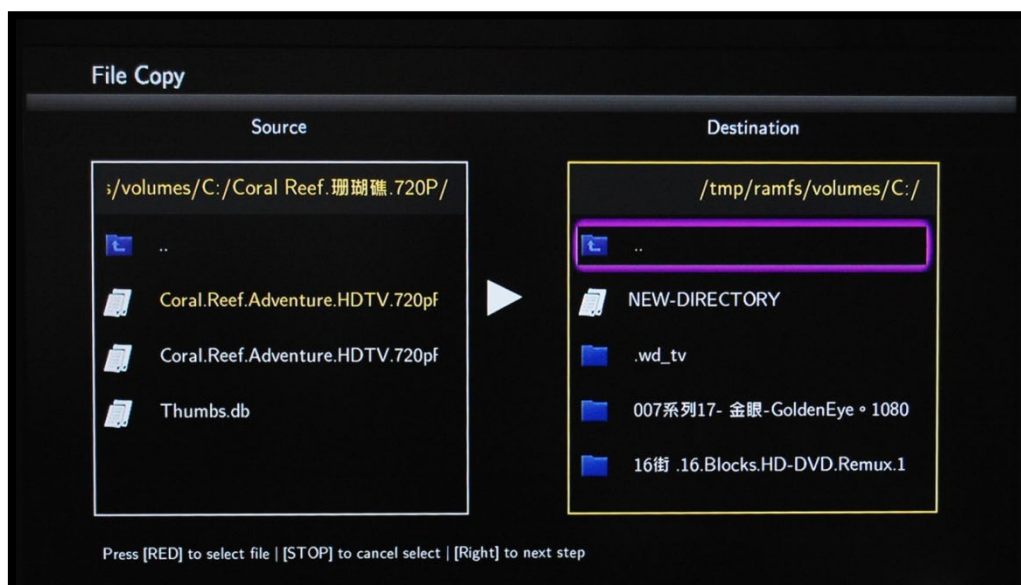 File Copy
Source
Destination
s/volumes/C:/Coral Reef.珊瑚礁.720P/
..
Coral.Reef.Adventure.HDTV.720p
Coral.Reef.Adventure.HDTV.720p
Thumbs.db
/tmp/ramfs/volumes/C:/
..
NEW-DIRECTORY
.wd_tv
007系列17- 金眼-GoldenEye。1080
16街 .16.Blocks.HD-DVD.Remux.1
Press [RED] to select file | [STOP] to cancel select | [Right] to next step